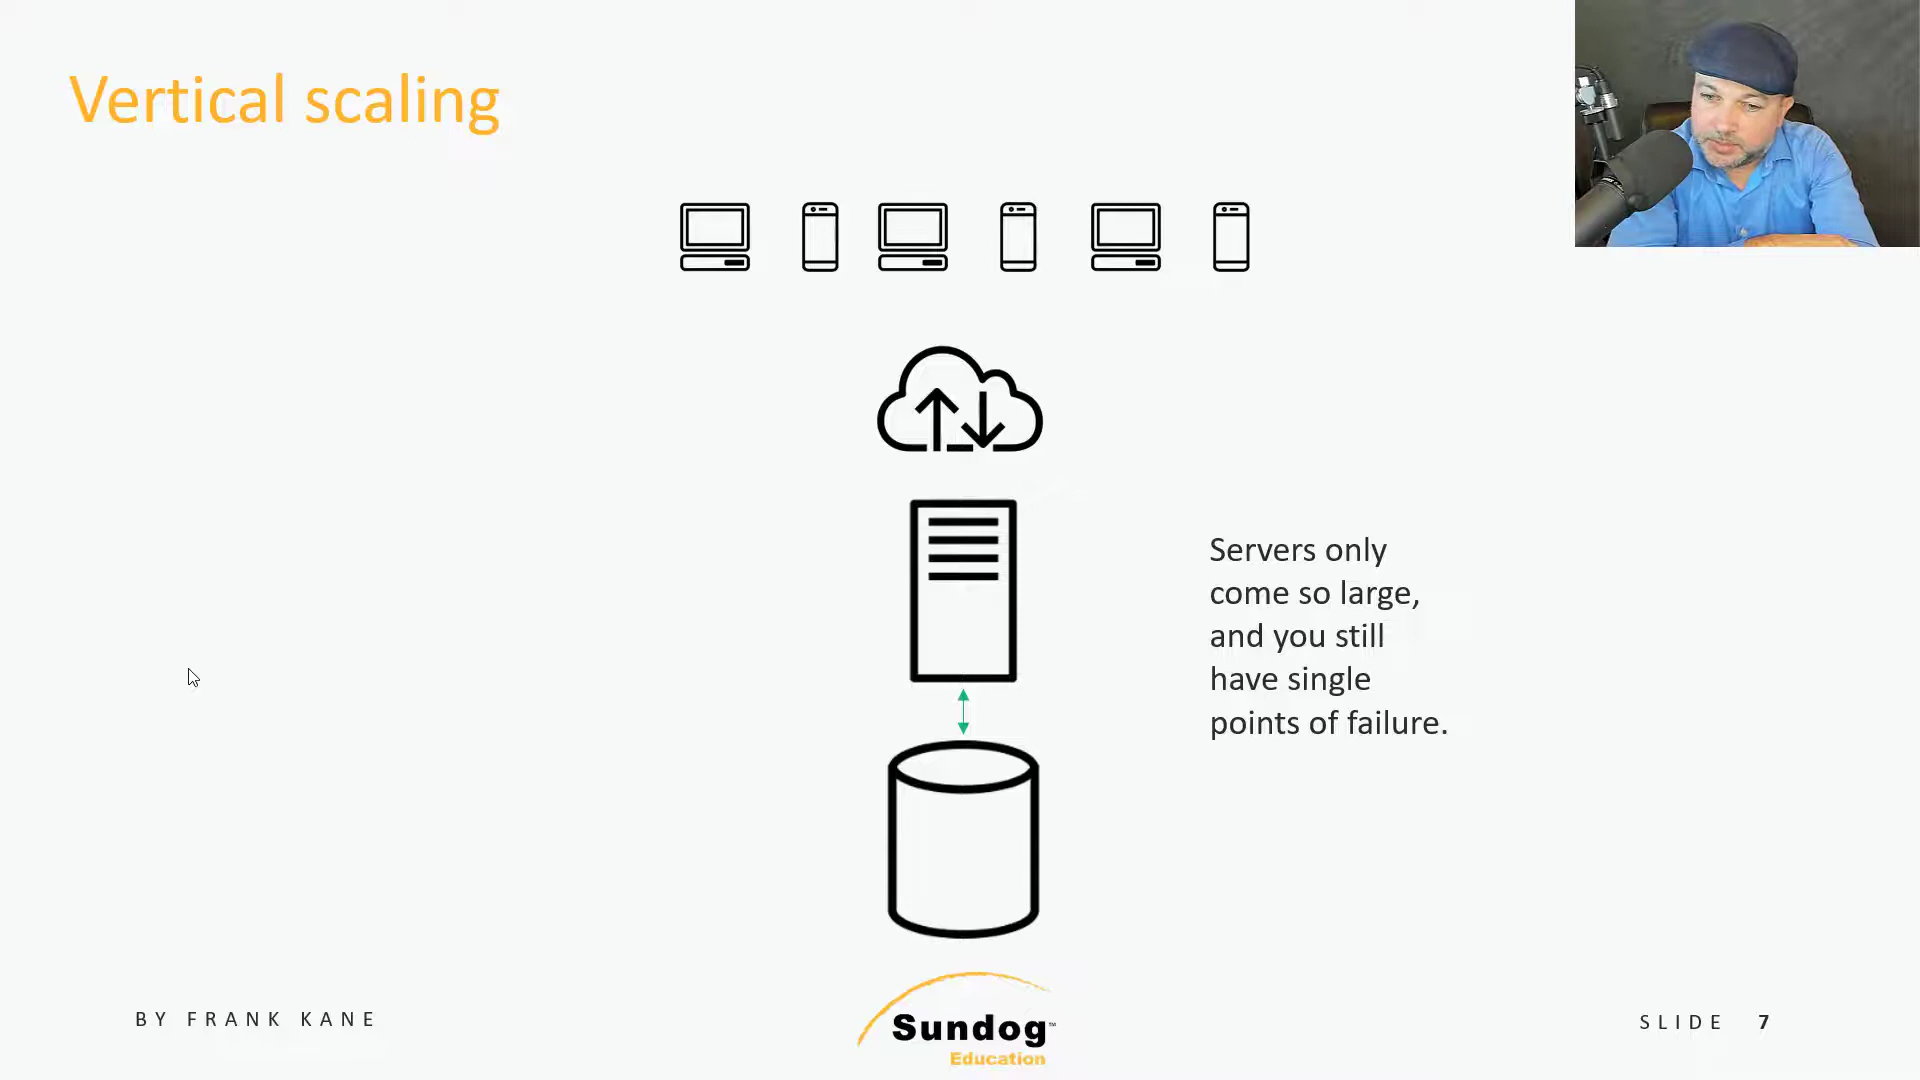 Vertical scaling
Servers only
come so large,
and you still
have single
points of failure.
BY FRANK KANE
Sundog™
Education
SLIDE 7